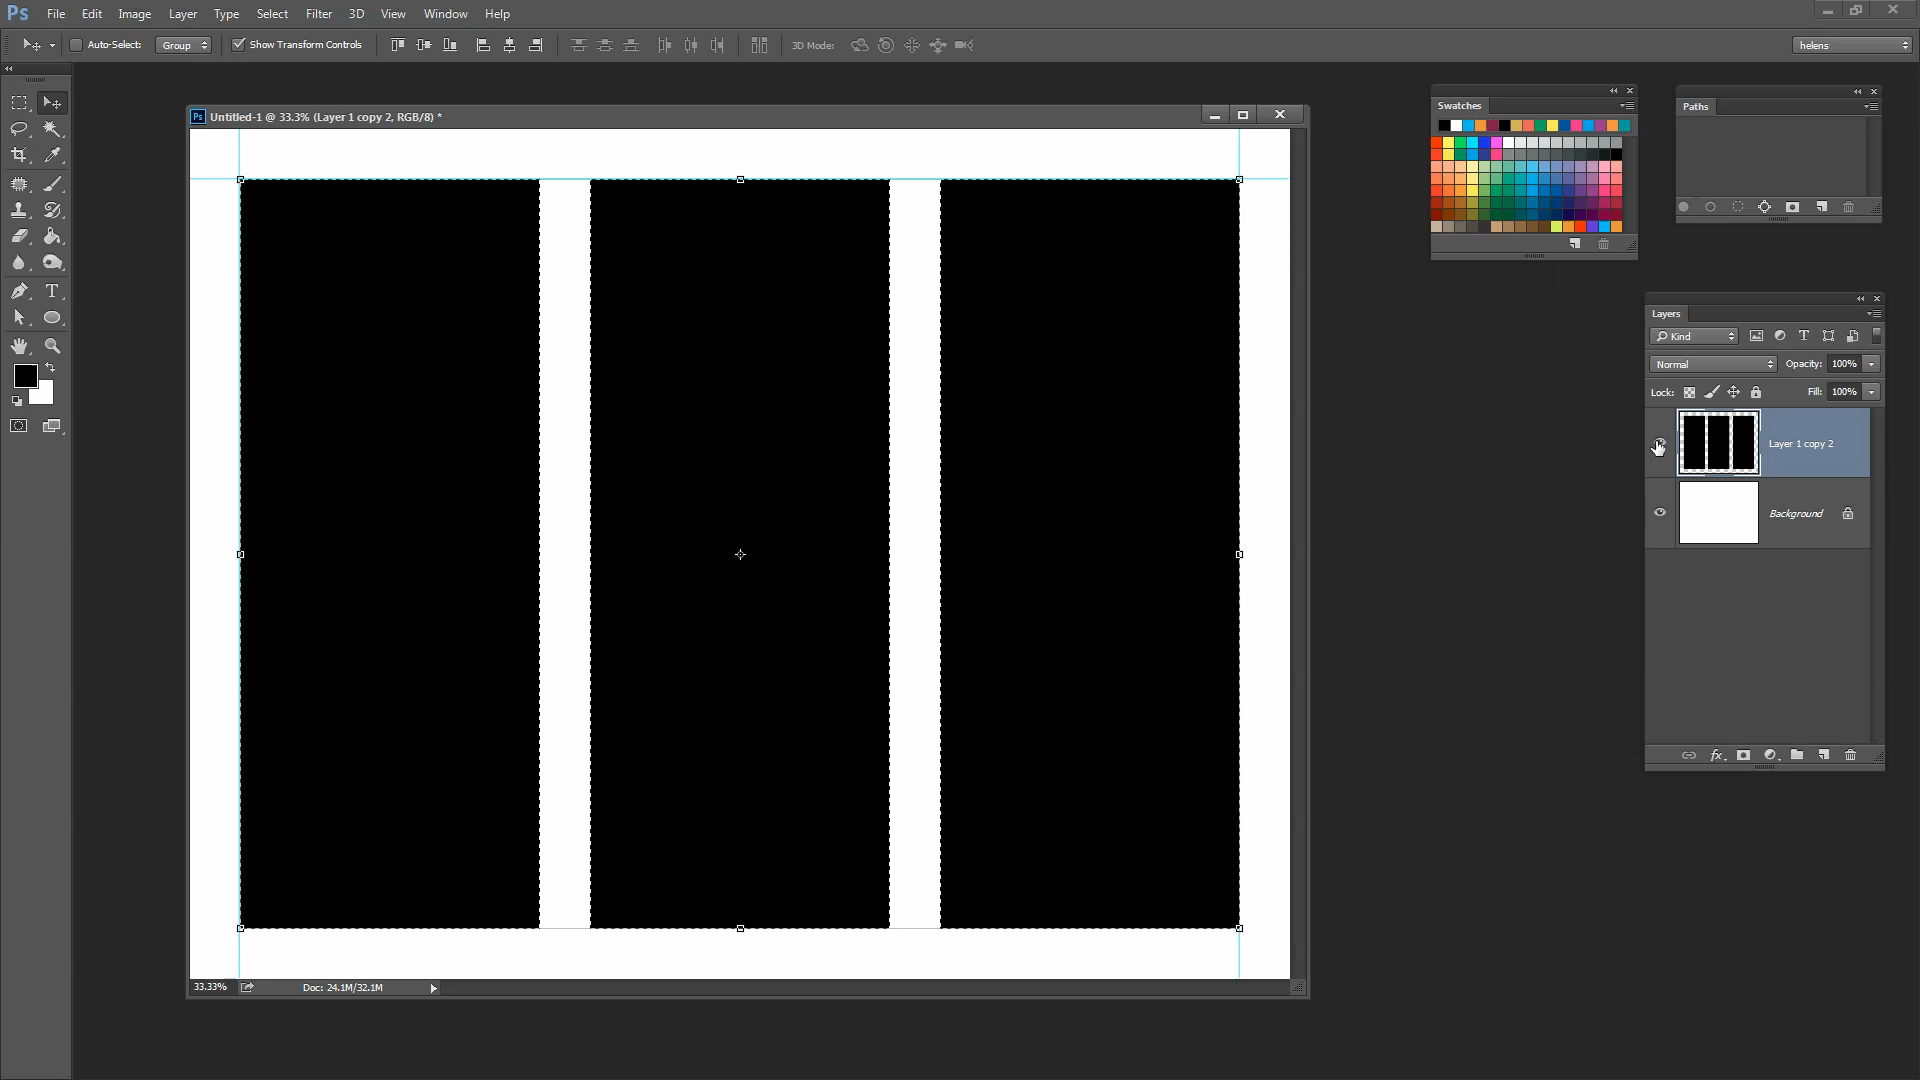 Ps File Edit Image Layer Type Select Filter 3D View Window Help
Auto-Select: Group Show Transform Controls 3D Mode: helens
Ps Untitled-1 @ 33.3% (Layer 1 copy 2, RGB/8) *
Swatches
Paths
Layers
Kind
Normal Opacity: 100%
Lock: Fill: 100%
Layer 1 copy 2
Background
33.33% Doc: 24.1M/32.1M